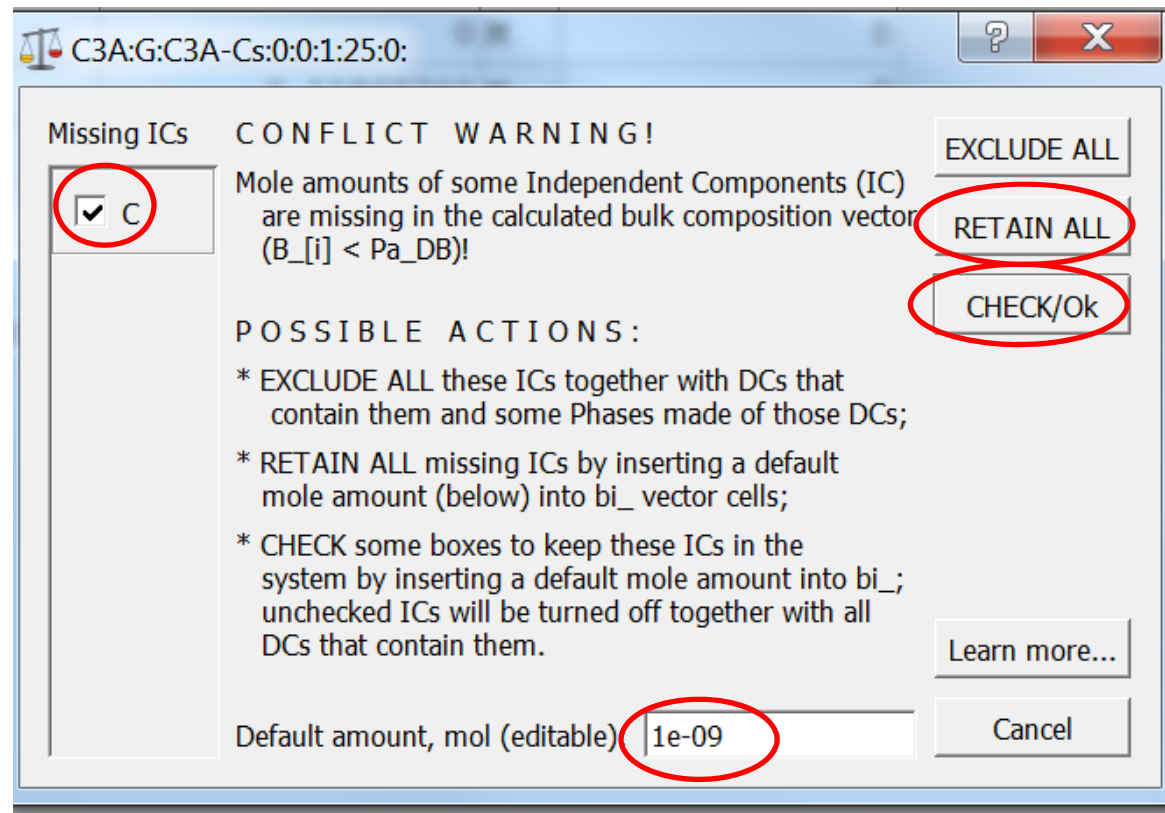 C3A:G:C3A-Cs:0:0:1:25:0:
Missing ICs
C
CONFLICT WARNING!
Mole amounts of some Independent Components (IC)
are missing in the calculated bulk composition vector
(B_[i] < Pa_DB)!
POSSIBLE ACTIONS:
* EXCLUDE ALL these ICs together with DCs that
contain them and some Phases made of those DCs;
* RETAIN ALL missing ICs by inserting a default
mole amount (below) into bi_ vector cells;
* CHECK some boxes to keep these ICs in the
system by inserting a default mole amount into bi_;
unchecked ICs will be turned off together with all
DCs that contain them.
Default amount, mol (editable) 1e-09
EXCLUDE ALL
RETAIN ALL
CHECK/Ok
Learn more...
Cancel